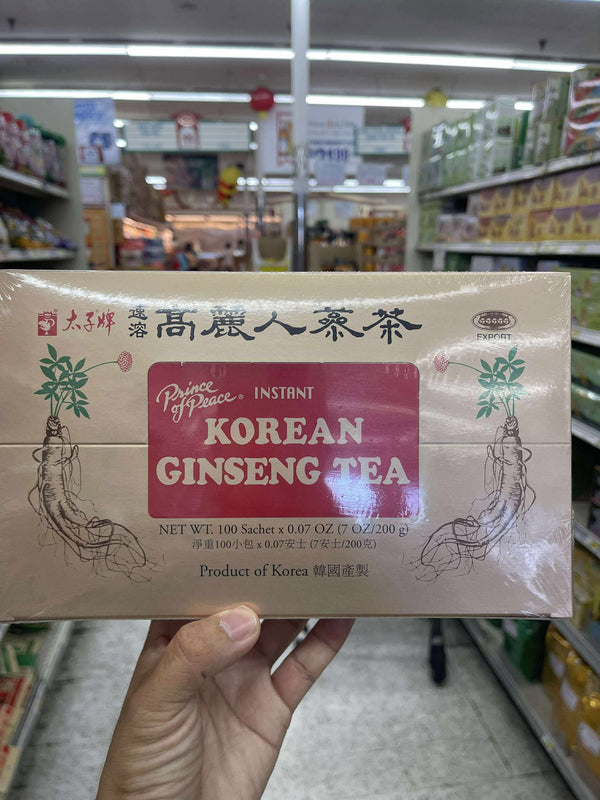 太子牌
速溶
高麗人蔘茶
GGGGG
EXPORT
Prince of Peace® INSTANT
KOREAN
GINSENG TEA
NET WT. 100 Sachet x 0.07 OZ (7 OZ/200 g)
淨重100小包 x 0.07安士 (7安士/200克)
Product of Korea 韓國產製